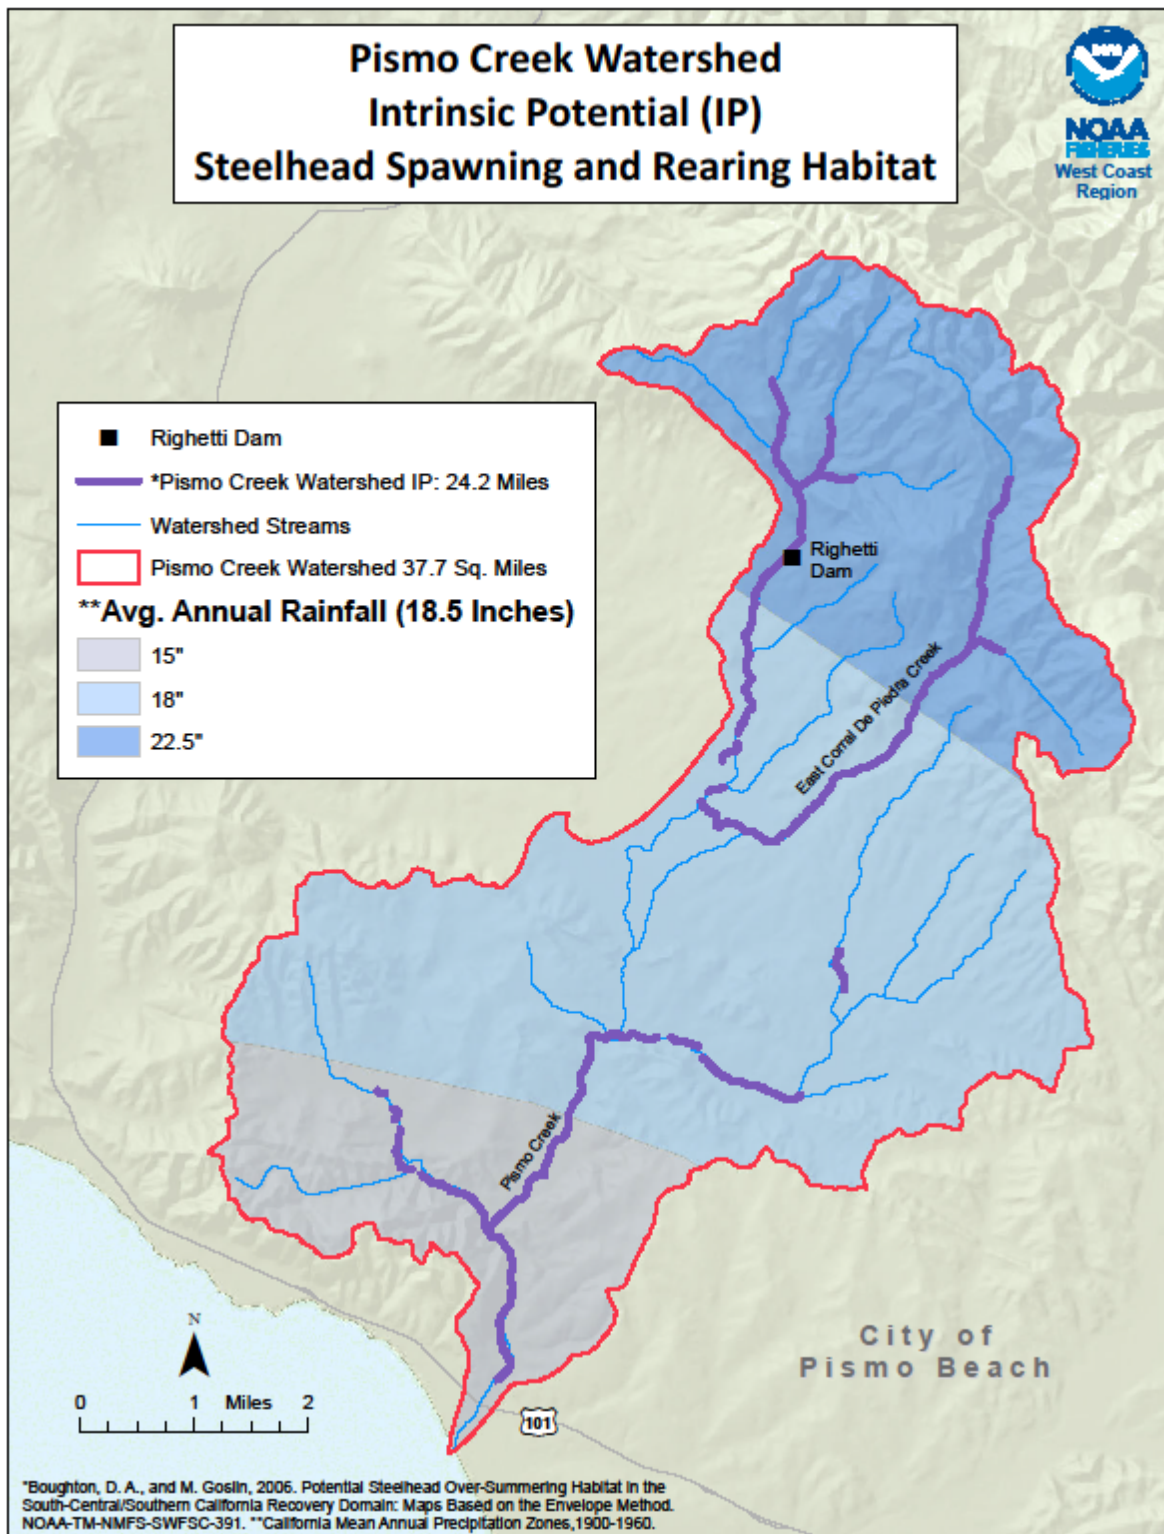 Pismo Creek Watershed
Intrinsic Potential (IP)
Steelhead Spawning and Rearing Habitat
NOAA
FISHERIES
West Coast
Region
Righetti Dam
*Pismo Creek Watershed IP: 24.2 Miles
Watershed Streams
Pismo Creek Watershed 37.7 Sq. Miles
**Avg. Annual Rainfall (18.5 Inches)
15"
18"
22.5"
Righetti
Dam
East Corral De Piedra Creek
Pismo Creek
City of
Pismo Beach
N
0 1 Miles 2
101
*Boughton, D. A., and M. Goslin, 2006. Potential Steelhead Over-Summering Habitat in the
South-Central/Southern California Recovery Domain: Maps Based on the Envelope Method.
NOAA-TM-NMFS-SWFSC-391. **California Mean Annual Precipitation Zones,1900-1960.